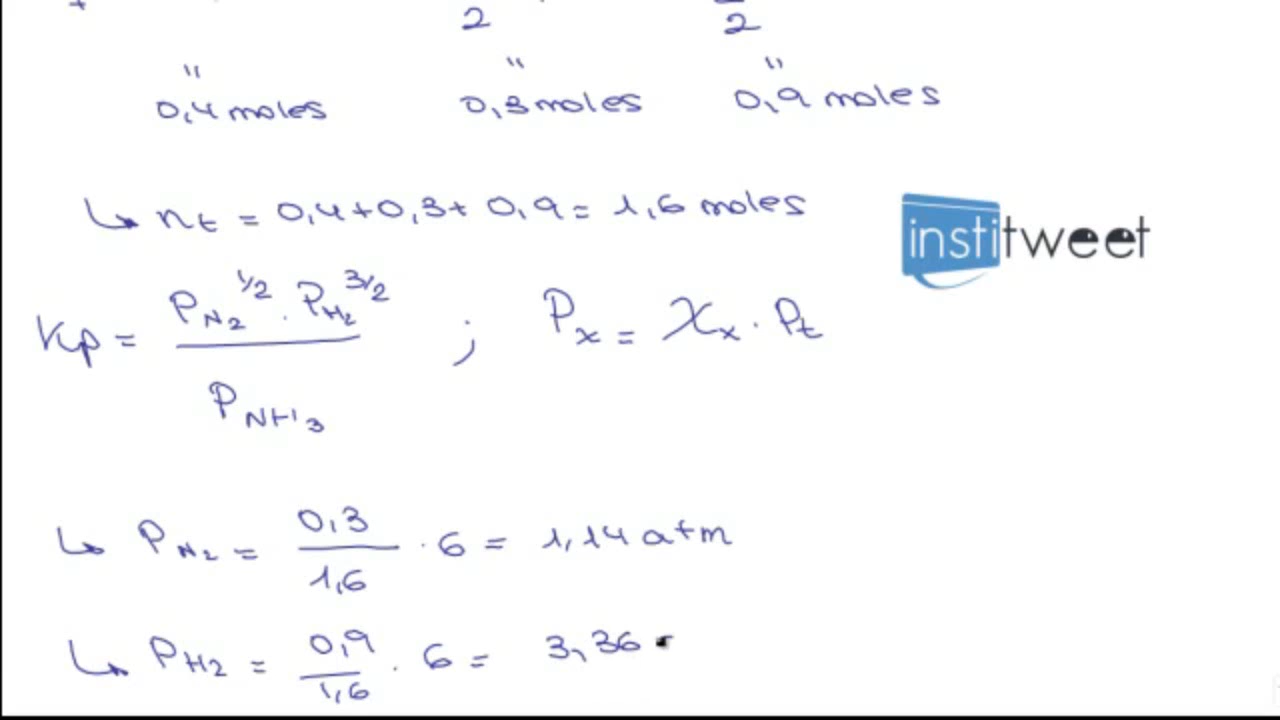 2 2
" " "
0,4 moles 0,3 moles 0,9 moles
↳ nt = 0,4 + 0,3 + 0,9 = 1,6 moles
institweet
Kp = PN₂^1/2 · PH₂^3/2 / PNH₃ ; Px = Xx · Pt
↳ PN₂ = 0,3 / 1,6 · 6 = 1,14 atm
↳ PH₂ = 0,9 / 1,6 · 6 = 3,36